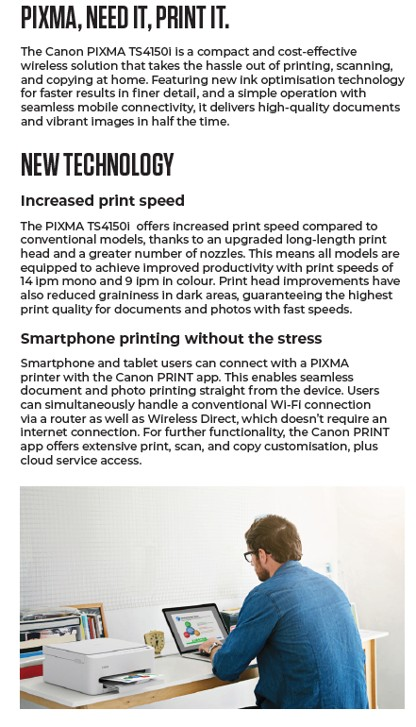 PIXMA, NEED IT, PRINT IT.
The Canon PIXMA TS4150i is a compact and cost-effective
wireless solution that takes the hassle out of printing, scanning,
and copying at home. Featuring new ink optimisation technology
for faster results in finer detail, and a simple operation with
seamless mobile connectivity, it delivers high-quality documents
and vibrant images in half the time.
NEW TECHNOLOGY
Increased print speed
The PIXMA TS4150i offers increased print speed compared to
conventional models, thanks to an upgraded long-length print
head and a greater number of nozzles. This means all models are
equipped to achieve improved productivity with print speeds of
14 ipm mono and 9 ipm in colour. Print head improvements have
also reduced graininess in dark areas, guaranteeing the highest
print quality for documents and photos with fast speeds.
Smartphone printing without the stress
Smartphone and tablet users can connect with a PIXMA
printer with the Canon PRINT app. This enables seamless
document and photo printing straight from the device. Users
can simultaneously handle a conventional Wi-Fi connection
via a router as well as Wireless Direct, which doesn't require an
internet connection. For further functionality, the Canon PRINT
app offers extensive print, scan, and copy customisation, plus
cloud service access.